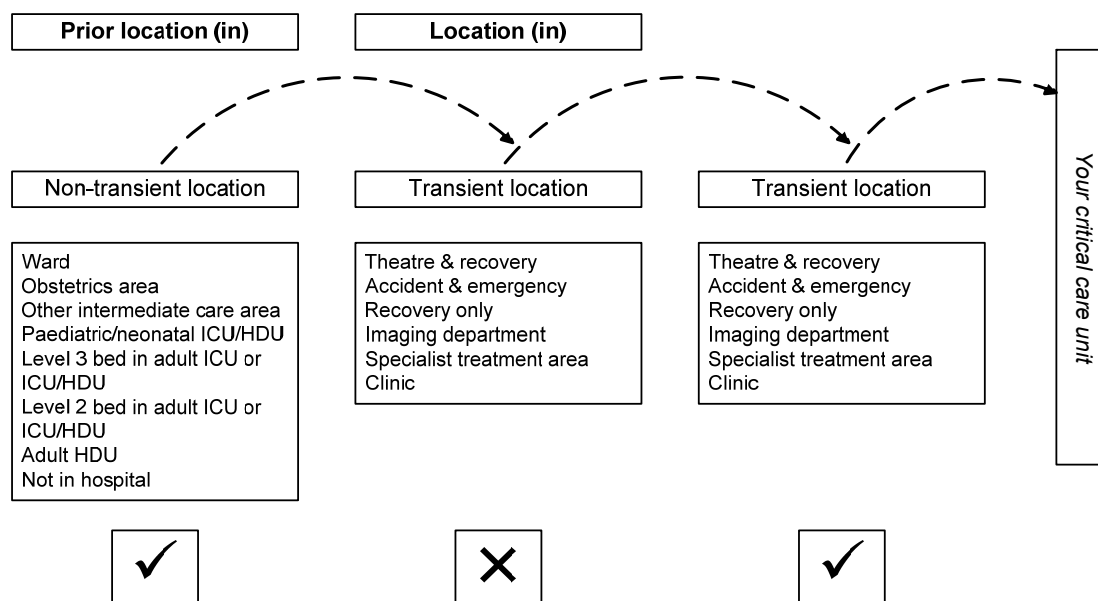 Prior location (in)
Location (in)
Non-transient location
Transient location
Transient location
Ward
Obstetrics area
Other intermediate care area
Paediatric/neonatal ICU/HDU
Level 3 bed in adult ICU or
ICU/HDU
Level 2 bed in adult ICU or
ICU/HDU
Adult HDU
Not in hospital
Theatre & recovery
Accident & emergency
Recovery only
Imaging department
Specialist treatment area
Clinic
Theatre & recovery
Accident & emergency
Recovery only
Imaging department
Specialist treatment area
Clinic
Your critical care unit